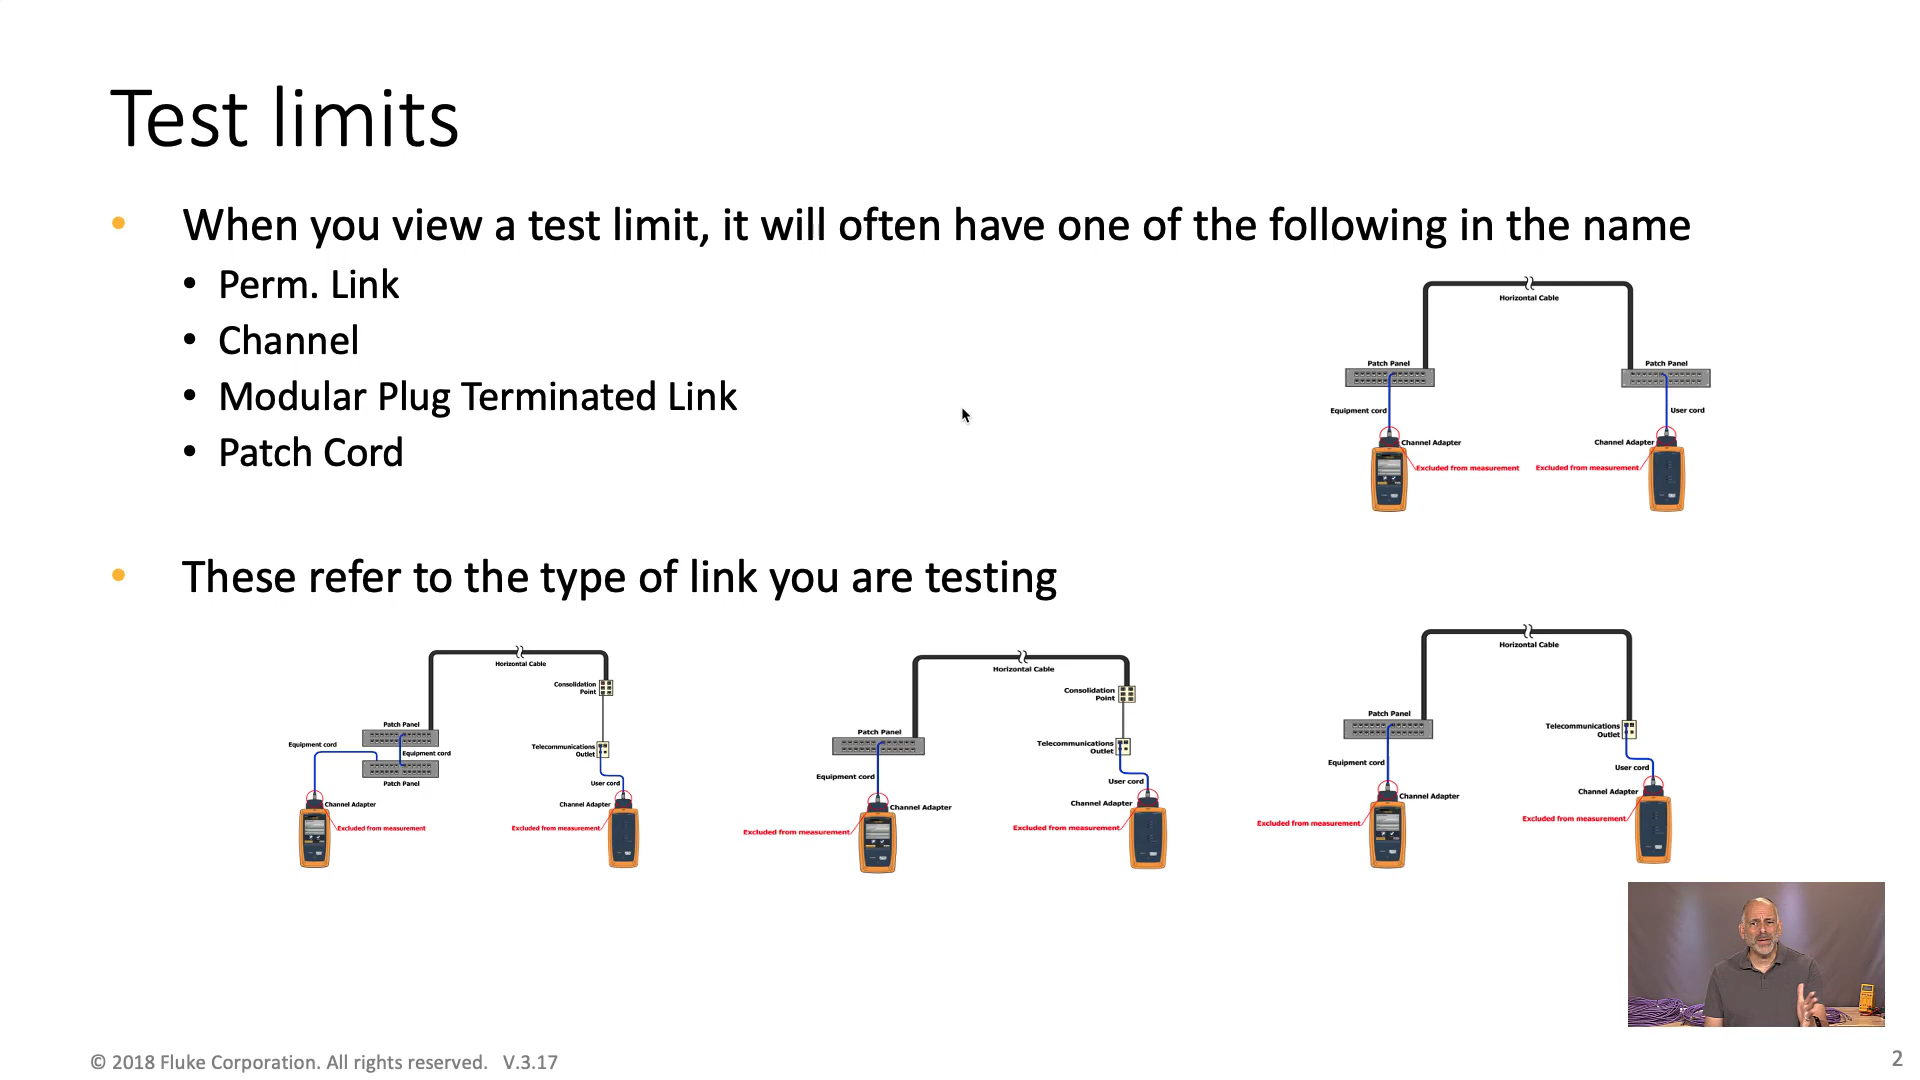 Test limits
• When you view a test limit, it will often have one of the following in the name
• Perm. Link
• Channel
• Modular Plug Terminated Link
• Patch Cord
Horizontal Cable
Patch Panel
Patch Panel
Equipment cord
User cord
Channel Adapter
Channel Adapter
Excluded from measurement
Excluded from measurement
• These refer to the type of link you are testing
Horizontal Cable
Consolidation
Point
Patch Panel
Equipment cord
Equipment cord
Telecommunications
Outlet
Patch Panel
User cord
Channel Adapter
Channel Adapter
Excluded from measurement
Excluded from measurement
Horizontal Cable
Consolidation
Point
Patch Panel
Telecommunications
Outlet
Equipment cord
User cord
Channel Adapter
Channel Adapter
Excluded from measurement
Excluded from measurement
Horizontal Cable
Patch Panel
Telecommunications
Outlet
Equipment cord
User cord
Channel Adapter
Channel Adapter
Excluded from measurement
Excluded from measurement
© 2018 Fluke Corporation. All rights reserved. V.3.17
2